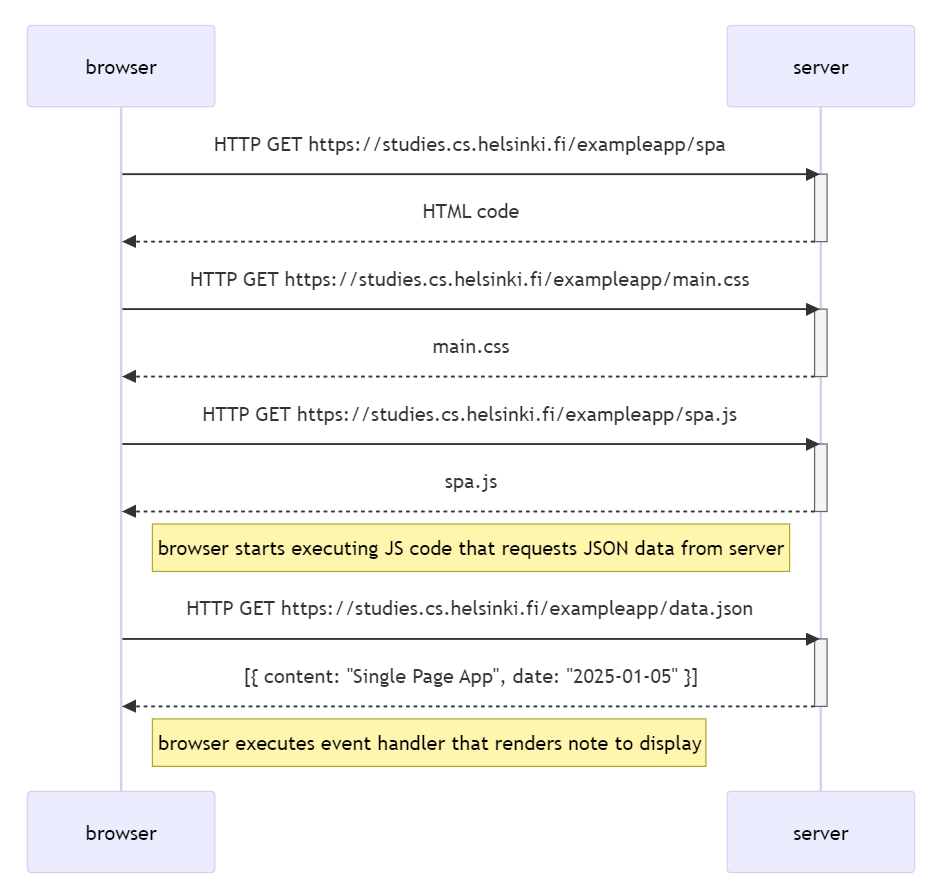 browser
server
HTTP GET https://studies.cs.helsinki.fi/exampleapp/spa
HTML code
HTTP GET https://studies.cs.helsinki.fi/exampleapp/main.css
main.css
HTTP GET https://studies.cs.helsinki.fi/exampleapp/spa.js
spa.js
browser starts executing JS code that requests JSON data from server
HTTP GET https://studies.cs.helsinki.fi/exampleapp/data.json
[{ content: "Single Page App", date: "2025-01-05" }]
browser executes event handler that renders note to display
browser
server